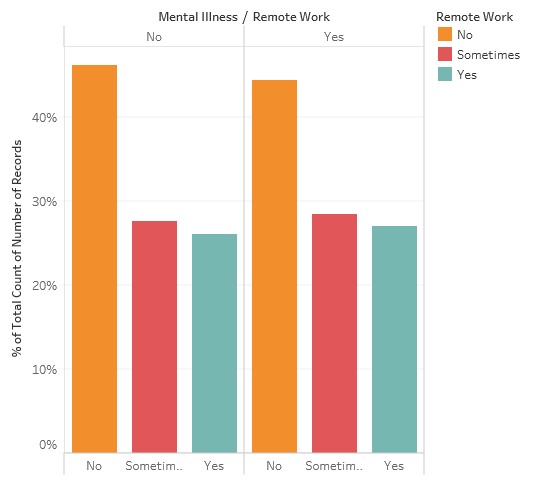 Mental Illness / Remote Work
No
Yes
% of Total Count of Number of Records
40%
30%
20%
10%
0%
No
Sometim..
Yes
No
Sometim..
Yes
Remote Work
No
Sometimes
Yes